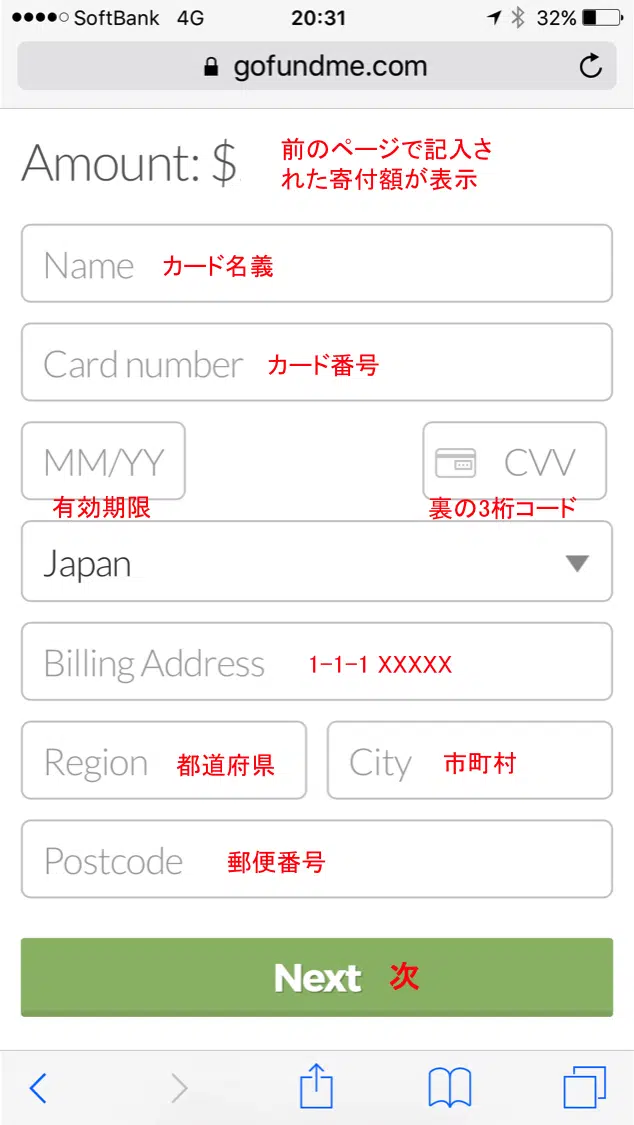 SoftBank 4G 20:31 32%
gofundme.com
Amount: $ 前のページで記入さ
れた寄付額が表示
Name カード名義
Card number カード番号
MM/YY CVV
有効期限 裏の3桁コード
Japan
Billing Address 1-1-1 XXXXX
Region 都道府県 City 市町村
Postcode 郵便番号
Next 次